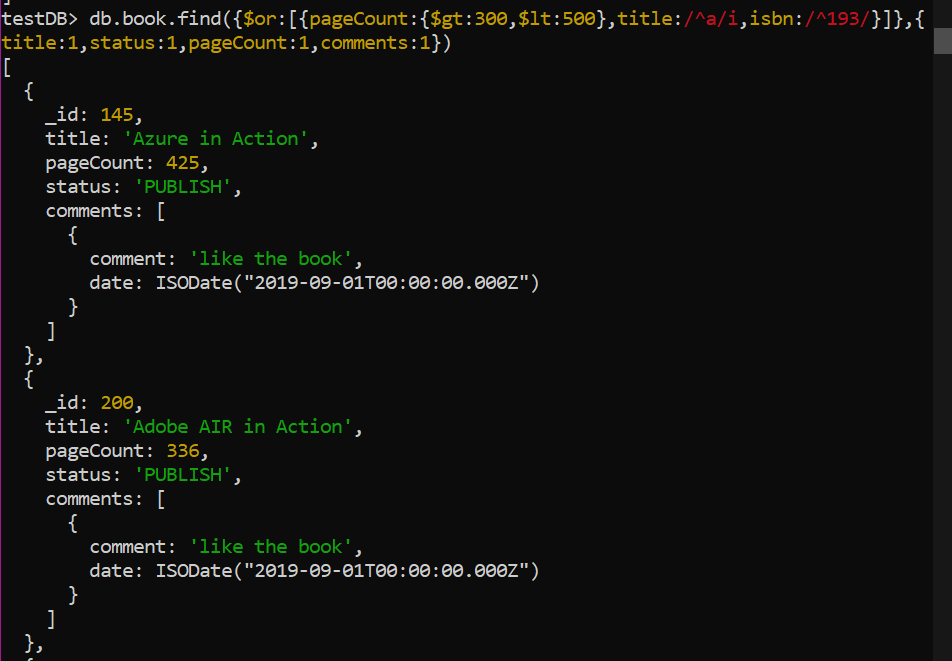 testDB> db.book.find({$or:[{pageCount:{$gt:300,$lt:500},title:/^a/i,isbn:/^193/}]},{
title:1,status:1,pageCount:1,comments:1})
[
  {
    _id: 145,
    title: 'Azure in Action',
    pageCount: 425,
    status: 'PUBLISH',
    comments: [
      {
        comment: 'like the book',
        date: ISODate("2019-09-01T00:00:00.000Z")
      }
    ]
  },
  {
    _id: 200,
    title: 'Adobe AIR in Action',
    pageCount: 336,
    status: 'PUBLISH',
    comments: [
      {
        comment: 'like the book',
        date: ISODate("2019-09-01T00:00:00.000Z")
      }
    ]
  },